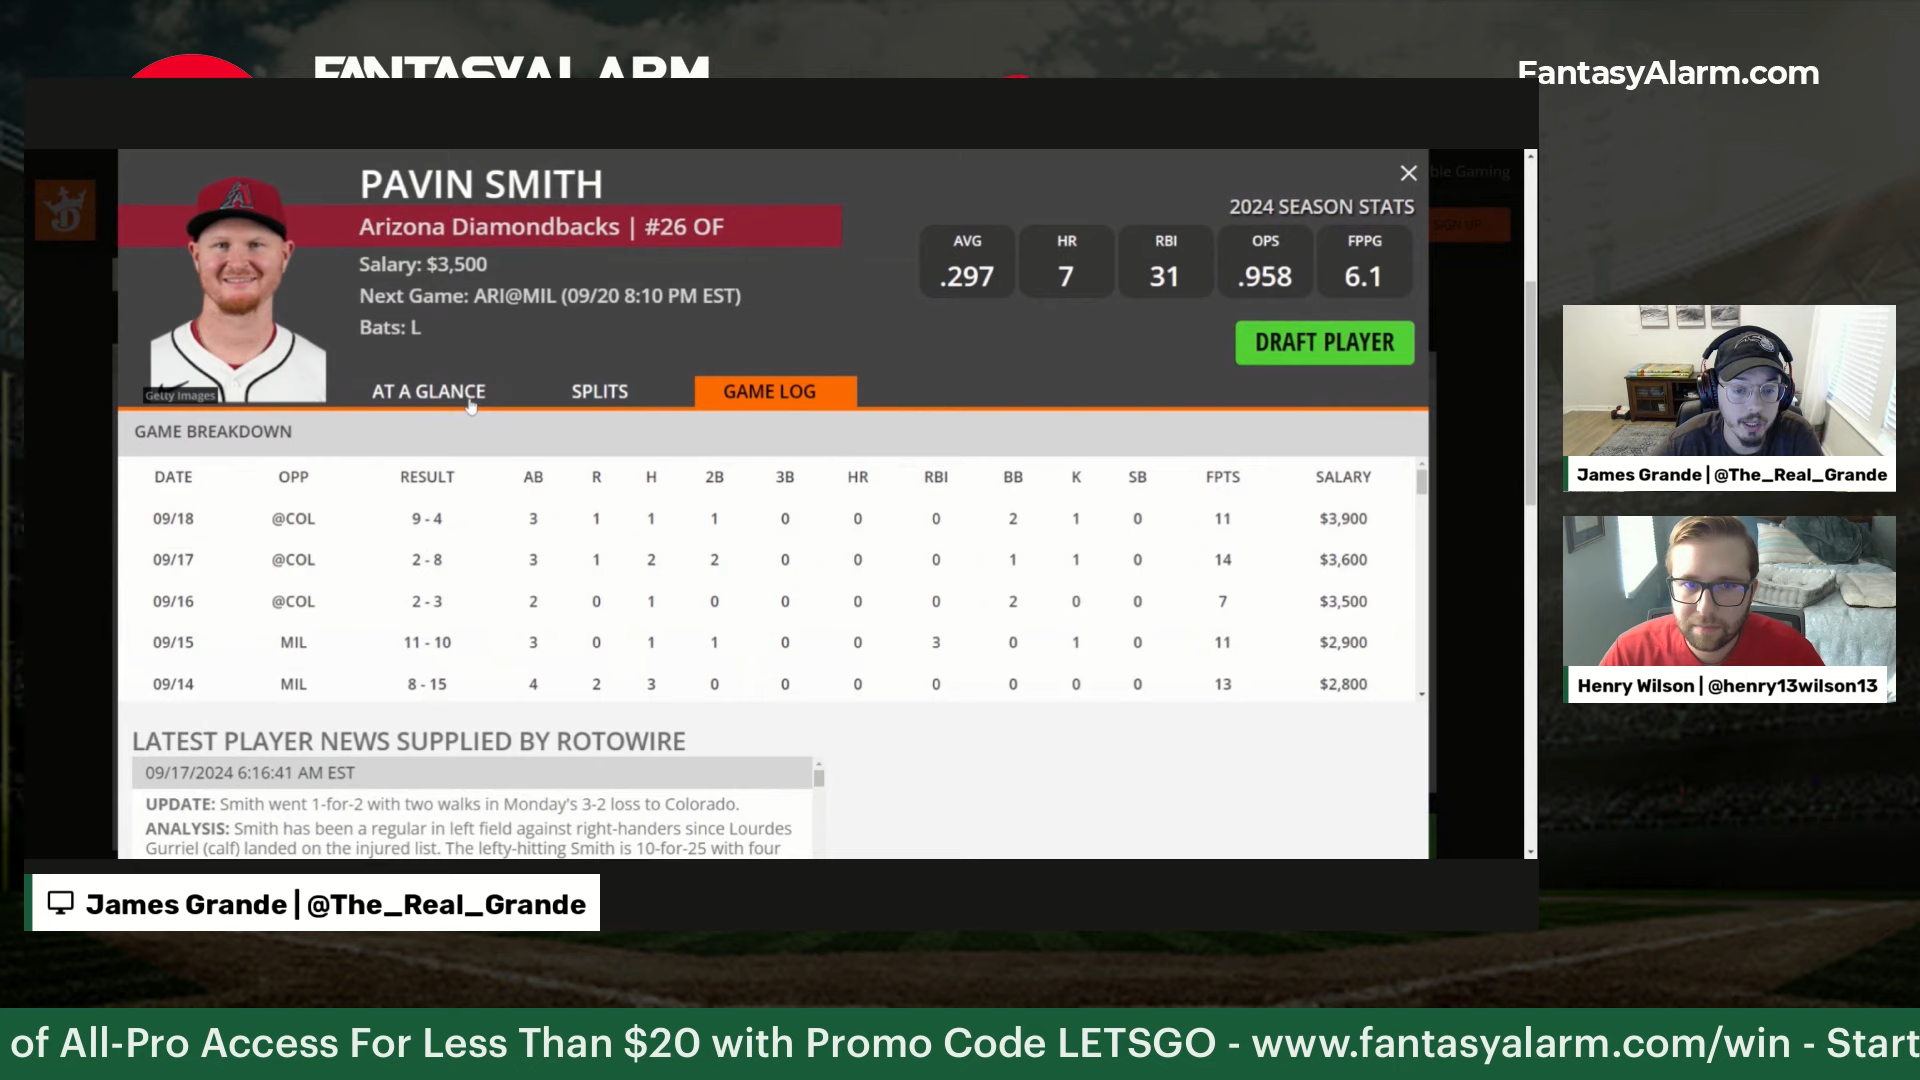 FANTASYALARM
FantasyAlarm.com
PAVIN SMITH
Arizona Diamondbacks | #26 OF
Salary: $3,500
Next Game: ARI@MIL (09/20 8:10 PM EST)
Bats: L
Getty Images
2024 SEASON STATS
AVG HR RBI OPS FPPG
.297 7 31 .958 6.1
DRAFT PLAYER
Gaming
SIGN UP
AT A GLANCE SPLITS GAME LOG
GAME BREAKDOWN
DATE OPP RESULT AB R H 2B 3B HR RBI BB K SB FPTS SALARY
09/18 @COL 9 - 4 3 1 1 1 0 0 0 2 1 0 11 $3,900
09/17 @COL 2 - 8 3 1 2 2 0 0 0 1 1 0 14 $3,600
09/16 @COL 2 - 3 2 0 1 0 0 0 0 2 0 0 7 $3,500
09/15 MIL 11 - 10 3 0 1 1 0 0 3 0 1 0 11 $2,900
09/14 MIL 8 - 15 4 2 3 0 0 0 0 0 0 0 13 $2,800
LATEST PLAYER NEWS SUPPLIED BY ROTOWIRE
09/17/2024 6:16:41 AM EST
UPDATE: Smith went 1-for-2 with two walks in Monday's 3-2 loss to Colorado.
ANALYSIS: Smith has been a regular in left field against right-handers since Lourdes
Gurriel (calf) landed on the injured list. The lefty-hitting Smith is 10-for-25 with four
James Grande | @The_Real_Grande
Henry Wilson | @henry13wilson13
James Grande | @The_Real_Grande
of All-Pro Access For Less Than $20 with Promo Code LETSGO - www.fantasyalarm.com/win - Start